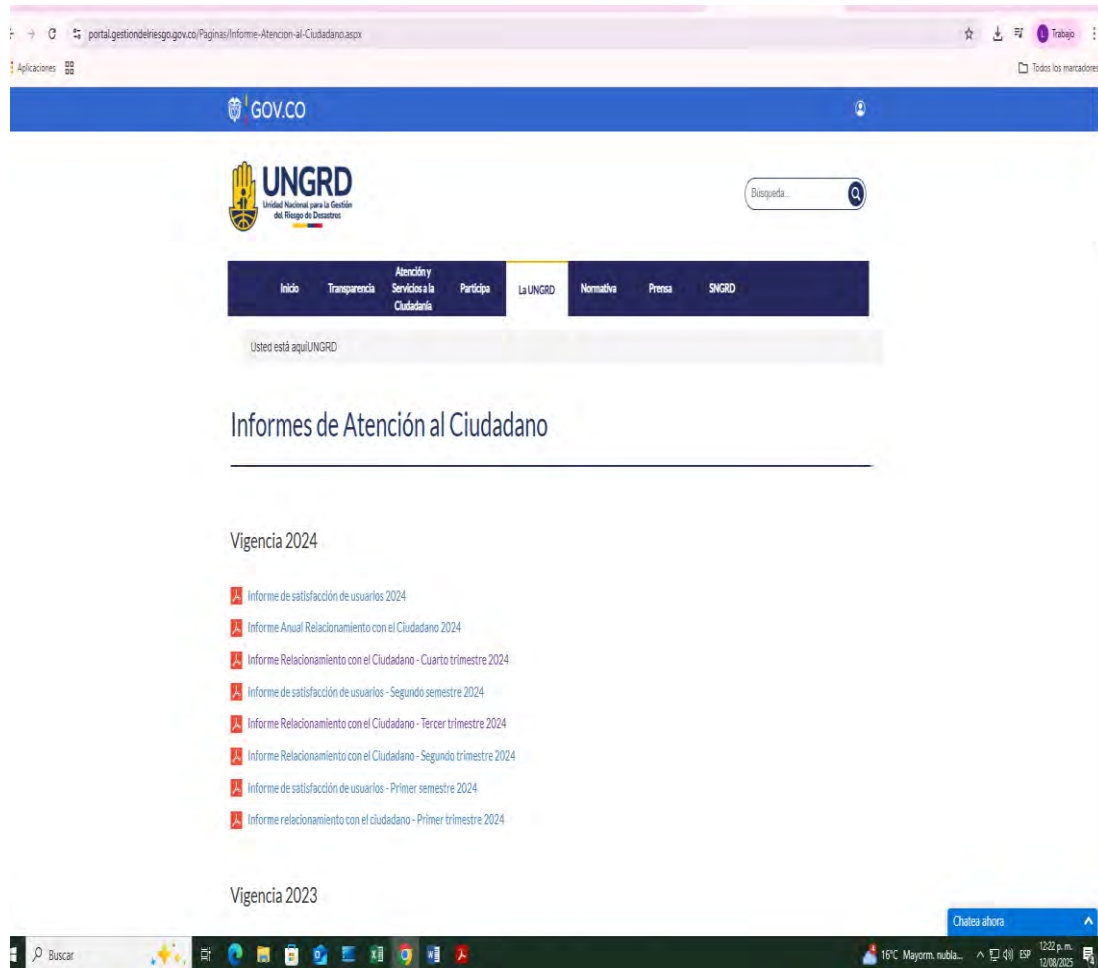 portal.gestiondelriesgo.gov.co/Paginas/Informe-Atencion-al-Ciudadano.aspx
Trabajo
Aplicaciones
Todos los marcadores
GOV.CO
UNGRD
Unidad Nacional para la Gestión
del Riesgo de Desastres
Búsqueda...
Inicio
Transparencia
Atención y
Servicios a la
Ciudadanía
Participa
La UNGRD
Normativa
Prensa
SNGRD
Usted está aquíUNGRD
Informes de Atención al Ciudadano
Vigencia 2024
Informe de satisfacción de usuarios 2024
Informe Anual Relacionamiento con el Ciudadano 2024
Informe Relacionamiento con el Ciudadano - Cuarto trimestre 2024
Informe de satisfacción de usuarios - Segundo semestre 2024
Informe Relacionamiento con el Ciudadano - Tercer trimestre 2024
Informe Relacionamiento con el Ciudadano - Segundo trimestre 2024
Informe de satisfacción de usuarios - Primer semestre 2024
Informe relacionamiento con el ciudadano - Primer trimestre 2024
Vigencia 2023
Chatea ahora
Buscar
16°C Mayorm. nubla...
ESP
12:22 p. m.
12/08/2025